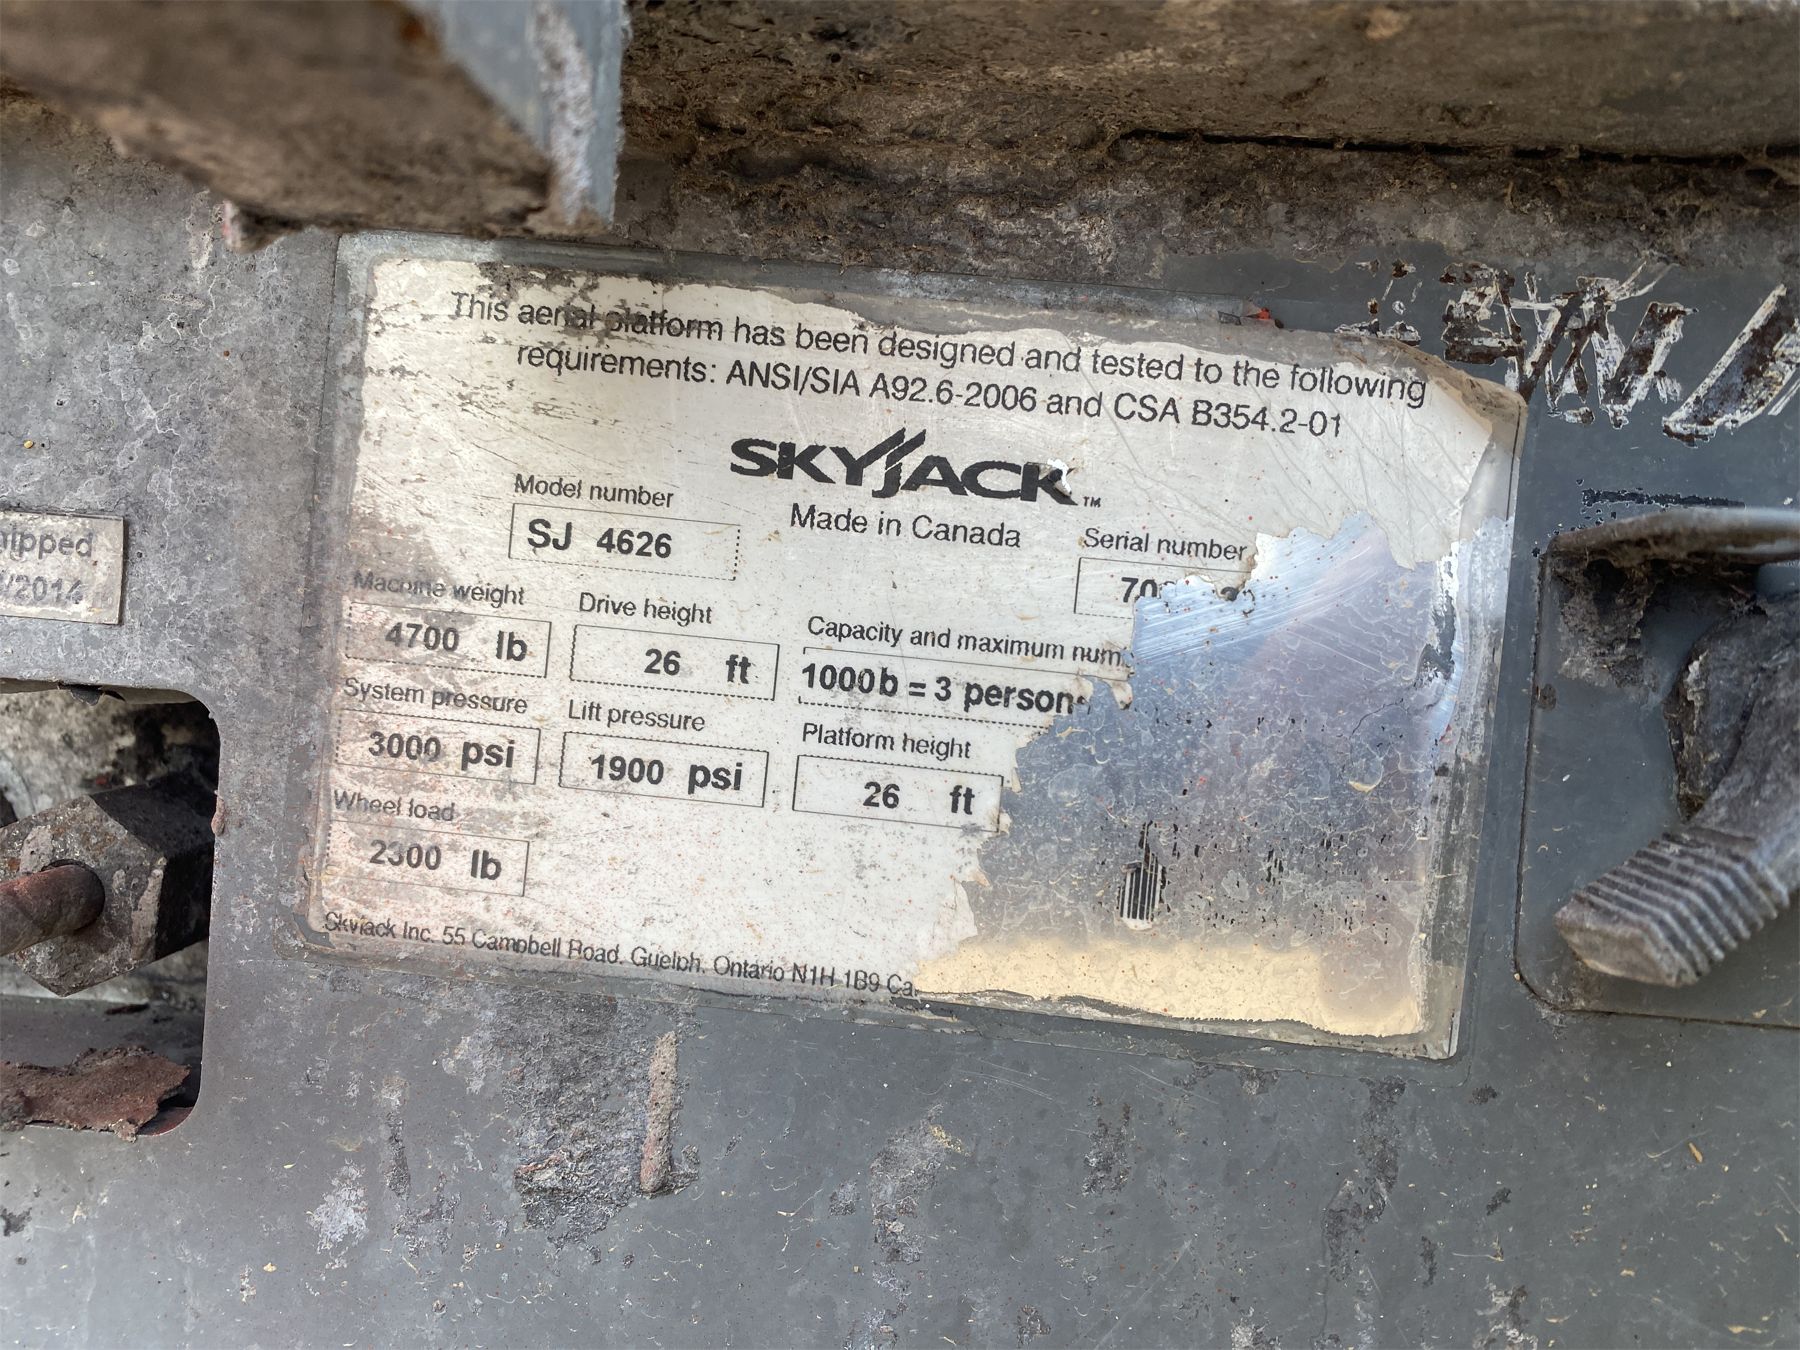 This aerial platform has been designed and tested to the following
requirements: ANSI/SIA A92.6-2006 and CSA B354.2-01
SKYJACK™
Made in Canada
Model number
SJ 4626
Serial number
Machine weight
4700 lb
Drive height
26 ft
Capacity and maximum
1000b = 3
System pressure
3000 psi
Lift pressure
1900 psi
Platform height
26 ft
Wheel load
2300 lb
Skyjack Inc. 55 Campbell Road, Guelph, Ontario N1H 1B9